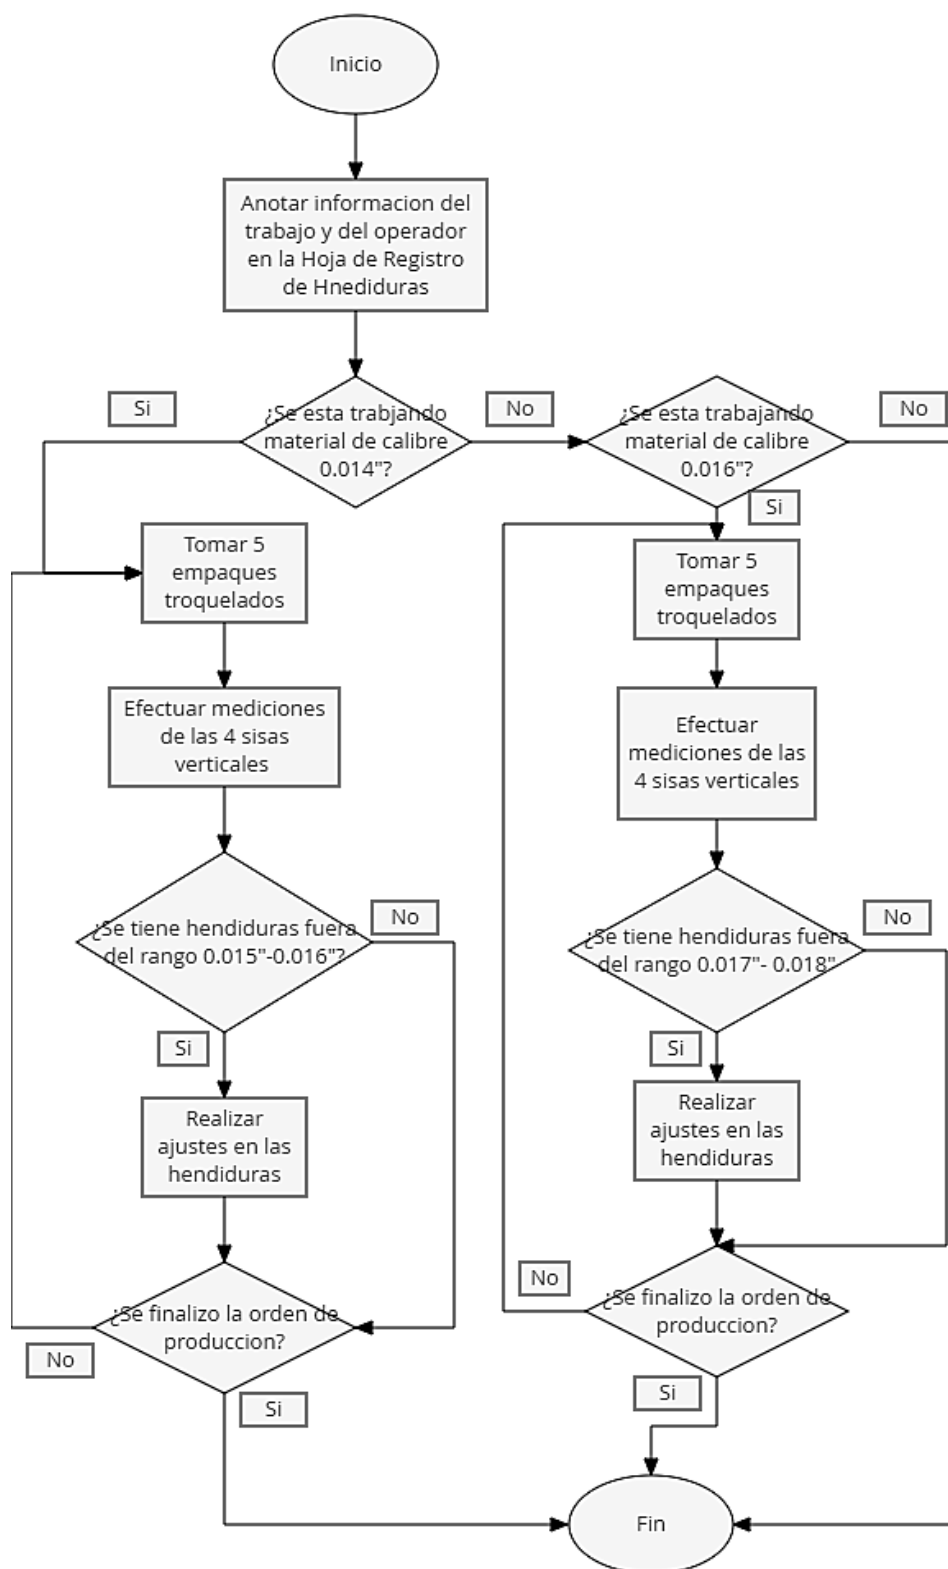 Inicio
Anotar informacion del
trabajo y del operador
en la Hoja de Registro
de Hnediduras
Si
¿Se esta trabjando
material de calibre
0.014"?
No
¿Se esta trabajando
material de calibre
0.016"?
No
Si
Tomar 5
empaques
troquelados
Efectuar mediciones
de las 4 sisas
verticales
¿Se tiene hendiduras fuera
del rango 0.015"-0.016"?
No
Si
Realizar
ajustes en las
hendiduras
¿Se finalizo la orden de
produccion?
No
Si
Tomar 5
empaques
troquelados
Efectuar
mediciones de las
4 sisas verticales
¿Se tiene hendiduras fuera
del rango 0.017"- 0.018"
No
Si
Realizar
ajustes en las
hendiduras
No
¿Se finalizo la orden de
produccion?
Si
Fin